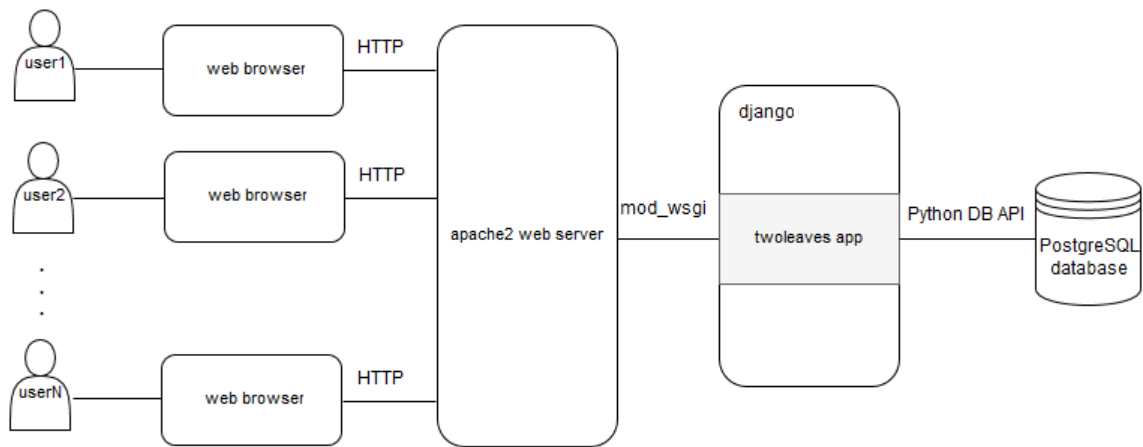 user1
web browser
HTTP
user2
web browser
HTTP
.
.
.
userN
web browser
HTTP
apache2 web server
mod_wsgi
django
twoleaves app
Python DB API
PostgreSQL
database